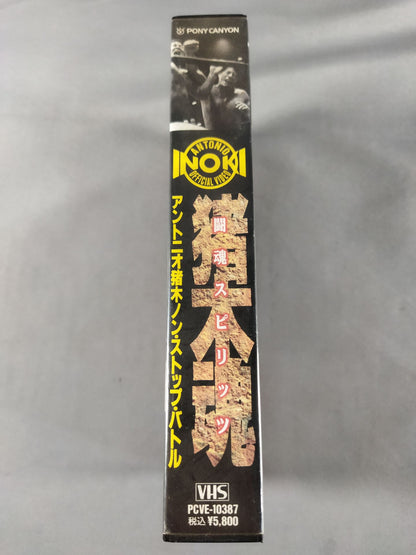 PONY CANYON
ANTONIO
INOKI
OFFICIAL VIDEO
猪木魂
闘魂スピリッツ
アントニオ猪木ノン・ストップ・バトル
VHS
PCVE-10387
税込 ¥5,800